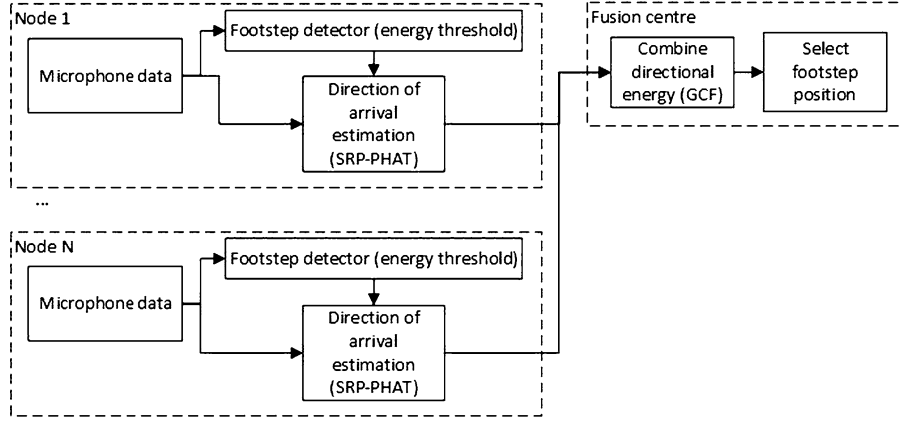 Node 1
Footstep detector (energy threshold)
Microphone data
Direction of
arrival
estimation
(SRP-PHAT)
Fusion centre
Combine
directional
energy (GCF)
Select
footstep
position
...
Node N
Footstep detector (energy threshold)
Microphone data
Direction of
arrival
estimation
(SRP-PHAT)